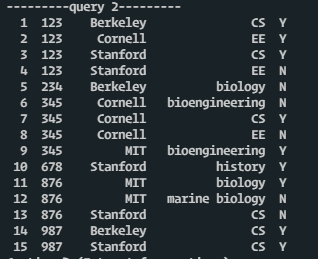 ---------query 2---------
1 123 Berkeley CS Y
2 123 Cornell EE Y
3 123 Stanford CS Y
4 123 Stanford EE N
5 234 Berkeley biology N
6 345 Cornell bioengineering N
7 345 Cornell CS Y
8 345 Cornell EE N
9 345 MIT bioengineering Y
10 678 Stanford history Y
11 876 MIT biology Y
12 876 MIT marine biology N
13 876 Stanford CS N
14 987 Berkeley CS Y
15 987 Stanford CS Y